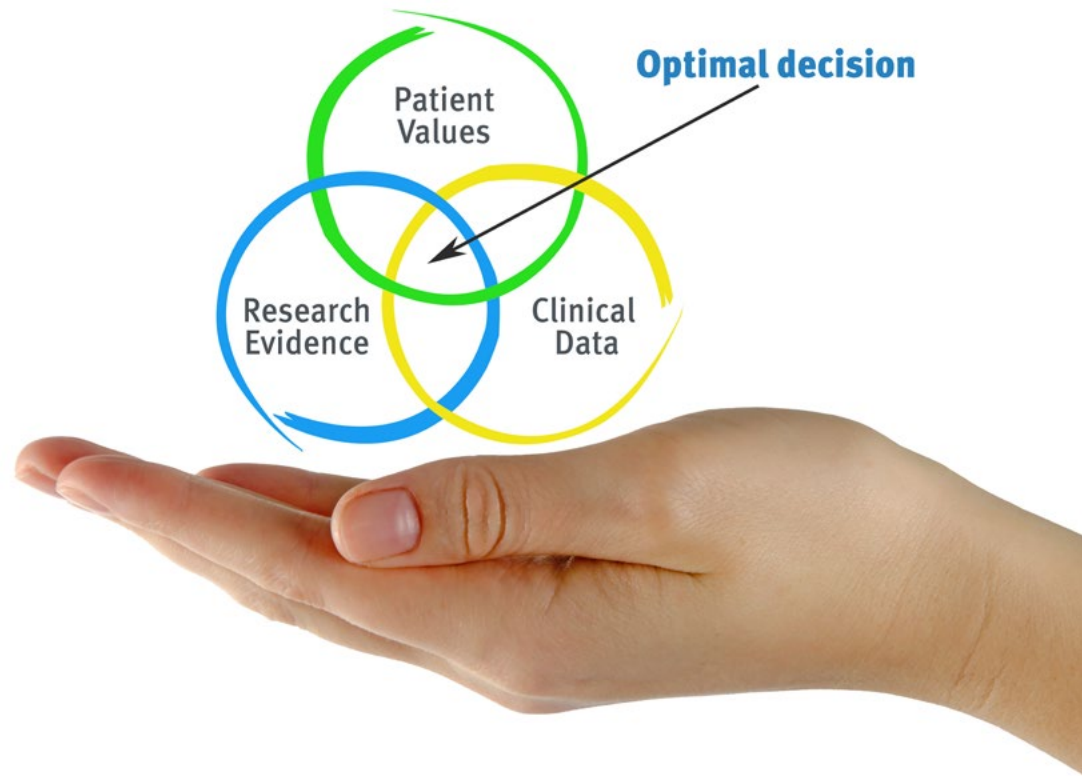 Optimal decision
Patient
Values
Research
Evidence
Clinical
Data